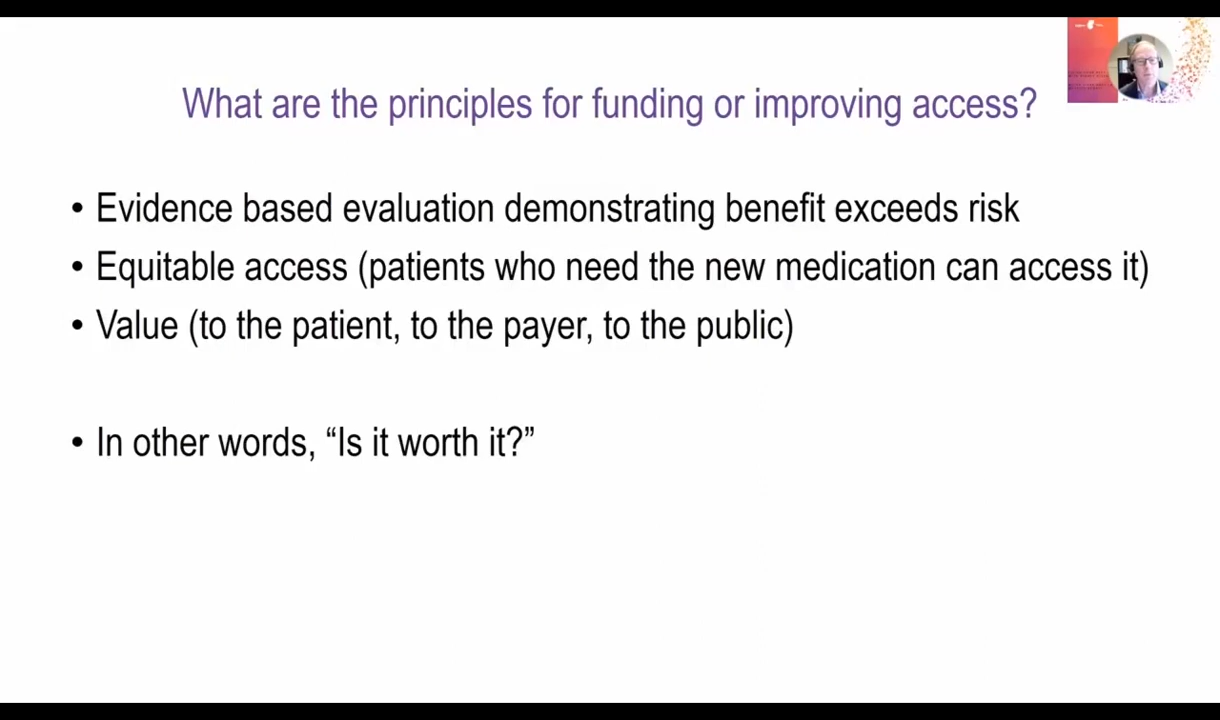 What are the principles for funding or improving access?
• Evidence based evaluation demonstrating benefit exceeds risk
• Equitable access (patients who need the new medication can access it)
• Value (to the patient, to the payer, to the public)
• In other words, “Is it worth it?”